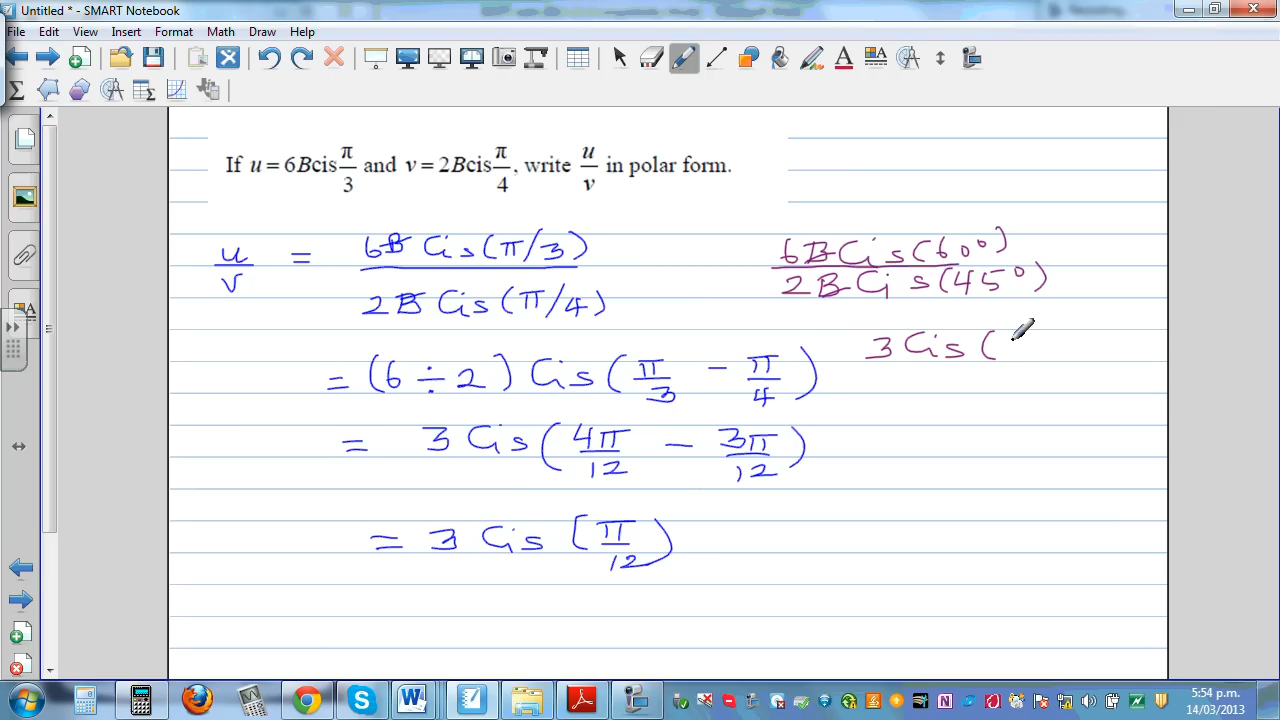 Untitled * - SMART Notebook
File Edit View Insert Format Math Draw Help
If u = 6Bcis π/3 and v = 2Bcis π/4, write u/v in polar form.
u/v = 6B Cis(π/3) / 2B Cis(π/4)
= (6 ÷ 2) Cis(π/3 − π/4)
= 3 Cis(4π/12 − 3π/12)
= 3 Cis(π/12)
6B Cis(60°) / 2B Cis(45°)
3 Cis(
5:54 p.m.
14/03/2013